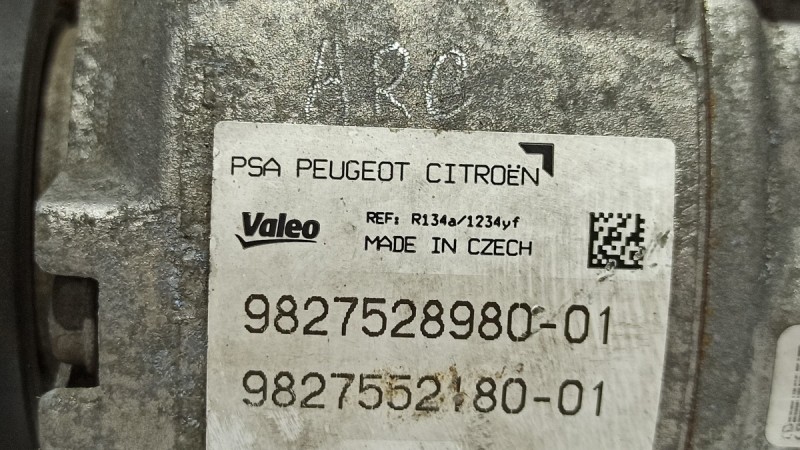 ARC
PSA PEUGEOT CITROËN
Valeo
REF: R134a/1234yf
MADE IN CZECH
9827528980-01